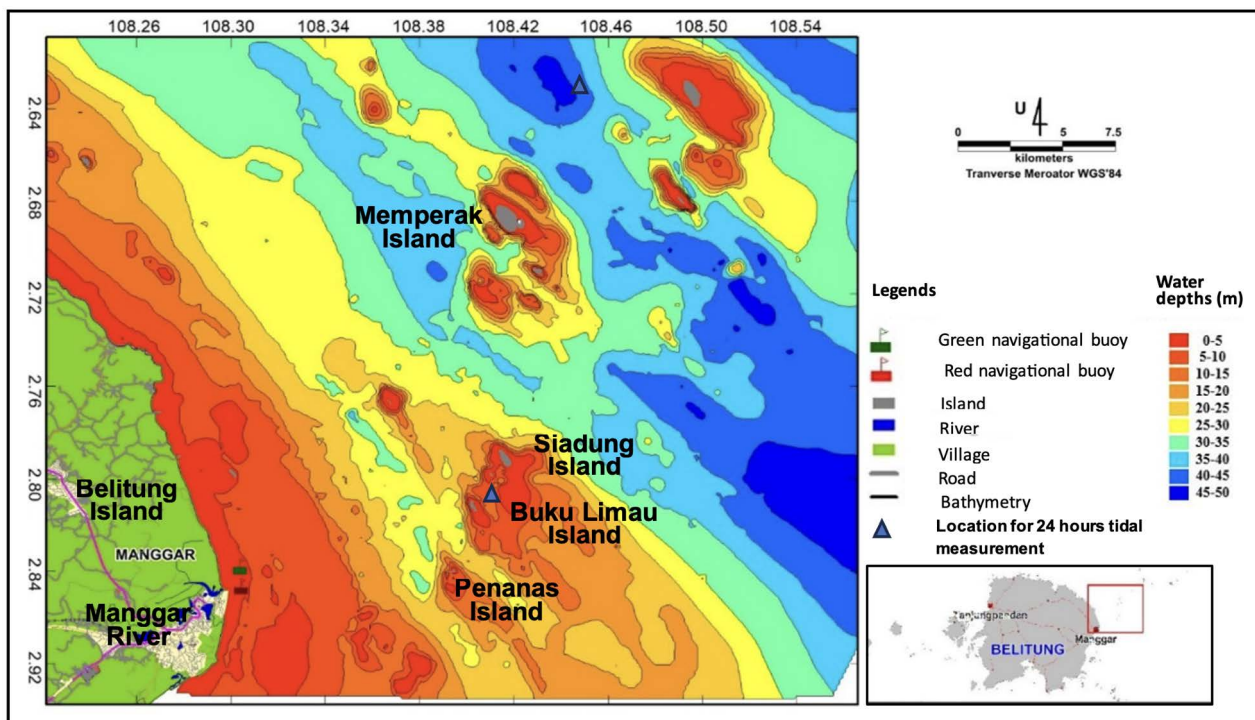 108.26 108.30 108.34 108.38 108.42 108.46 108.50 108.54
2.64
2.68
2.72
2.76
2.80
2.84
2.92
Memperak
Island
Siadung
Island
Buku Limau
Island
Penanas
Island
Belitung
Island
MANGGAR
Manggar
River
U
0 5 7.5
kilometers
Tranverse Meroator WGS'84
Legends
Green navigational buoy
Red navigational buoy
Island
River
Village
Road
Bathymetry
Location for 24 hours tidal
measurement
Water
depths (m)
0-5
5-10
10-15
15-20
20-25
25-30
30-35
35-40
40-45
45-50
Tanjungpandan
Manggar
BELITUNG